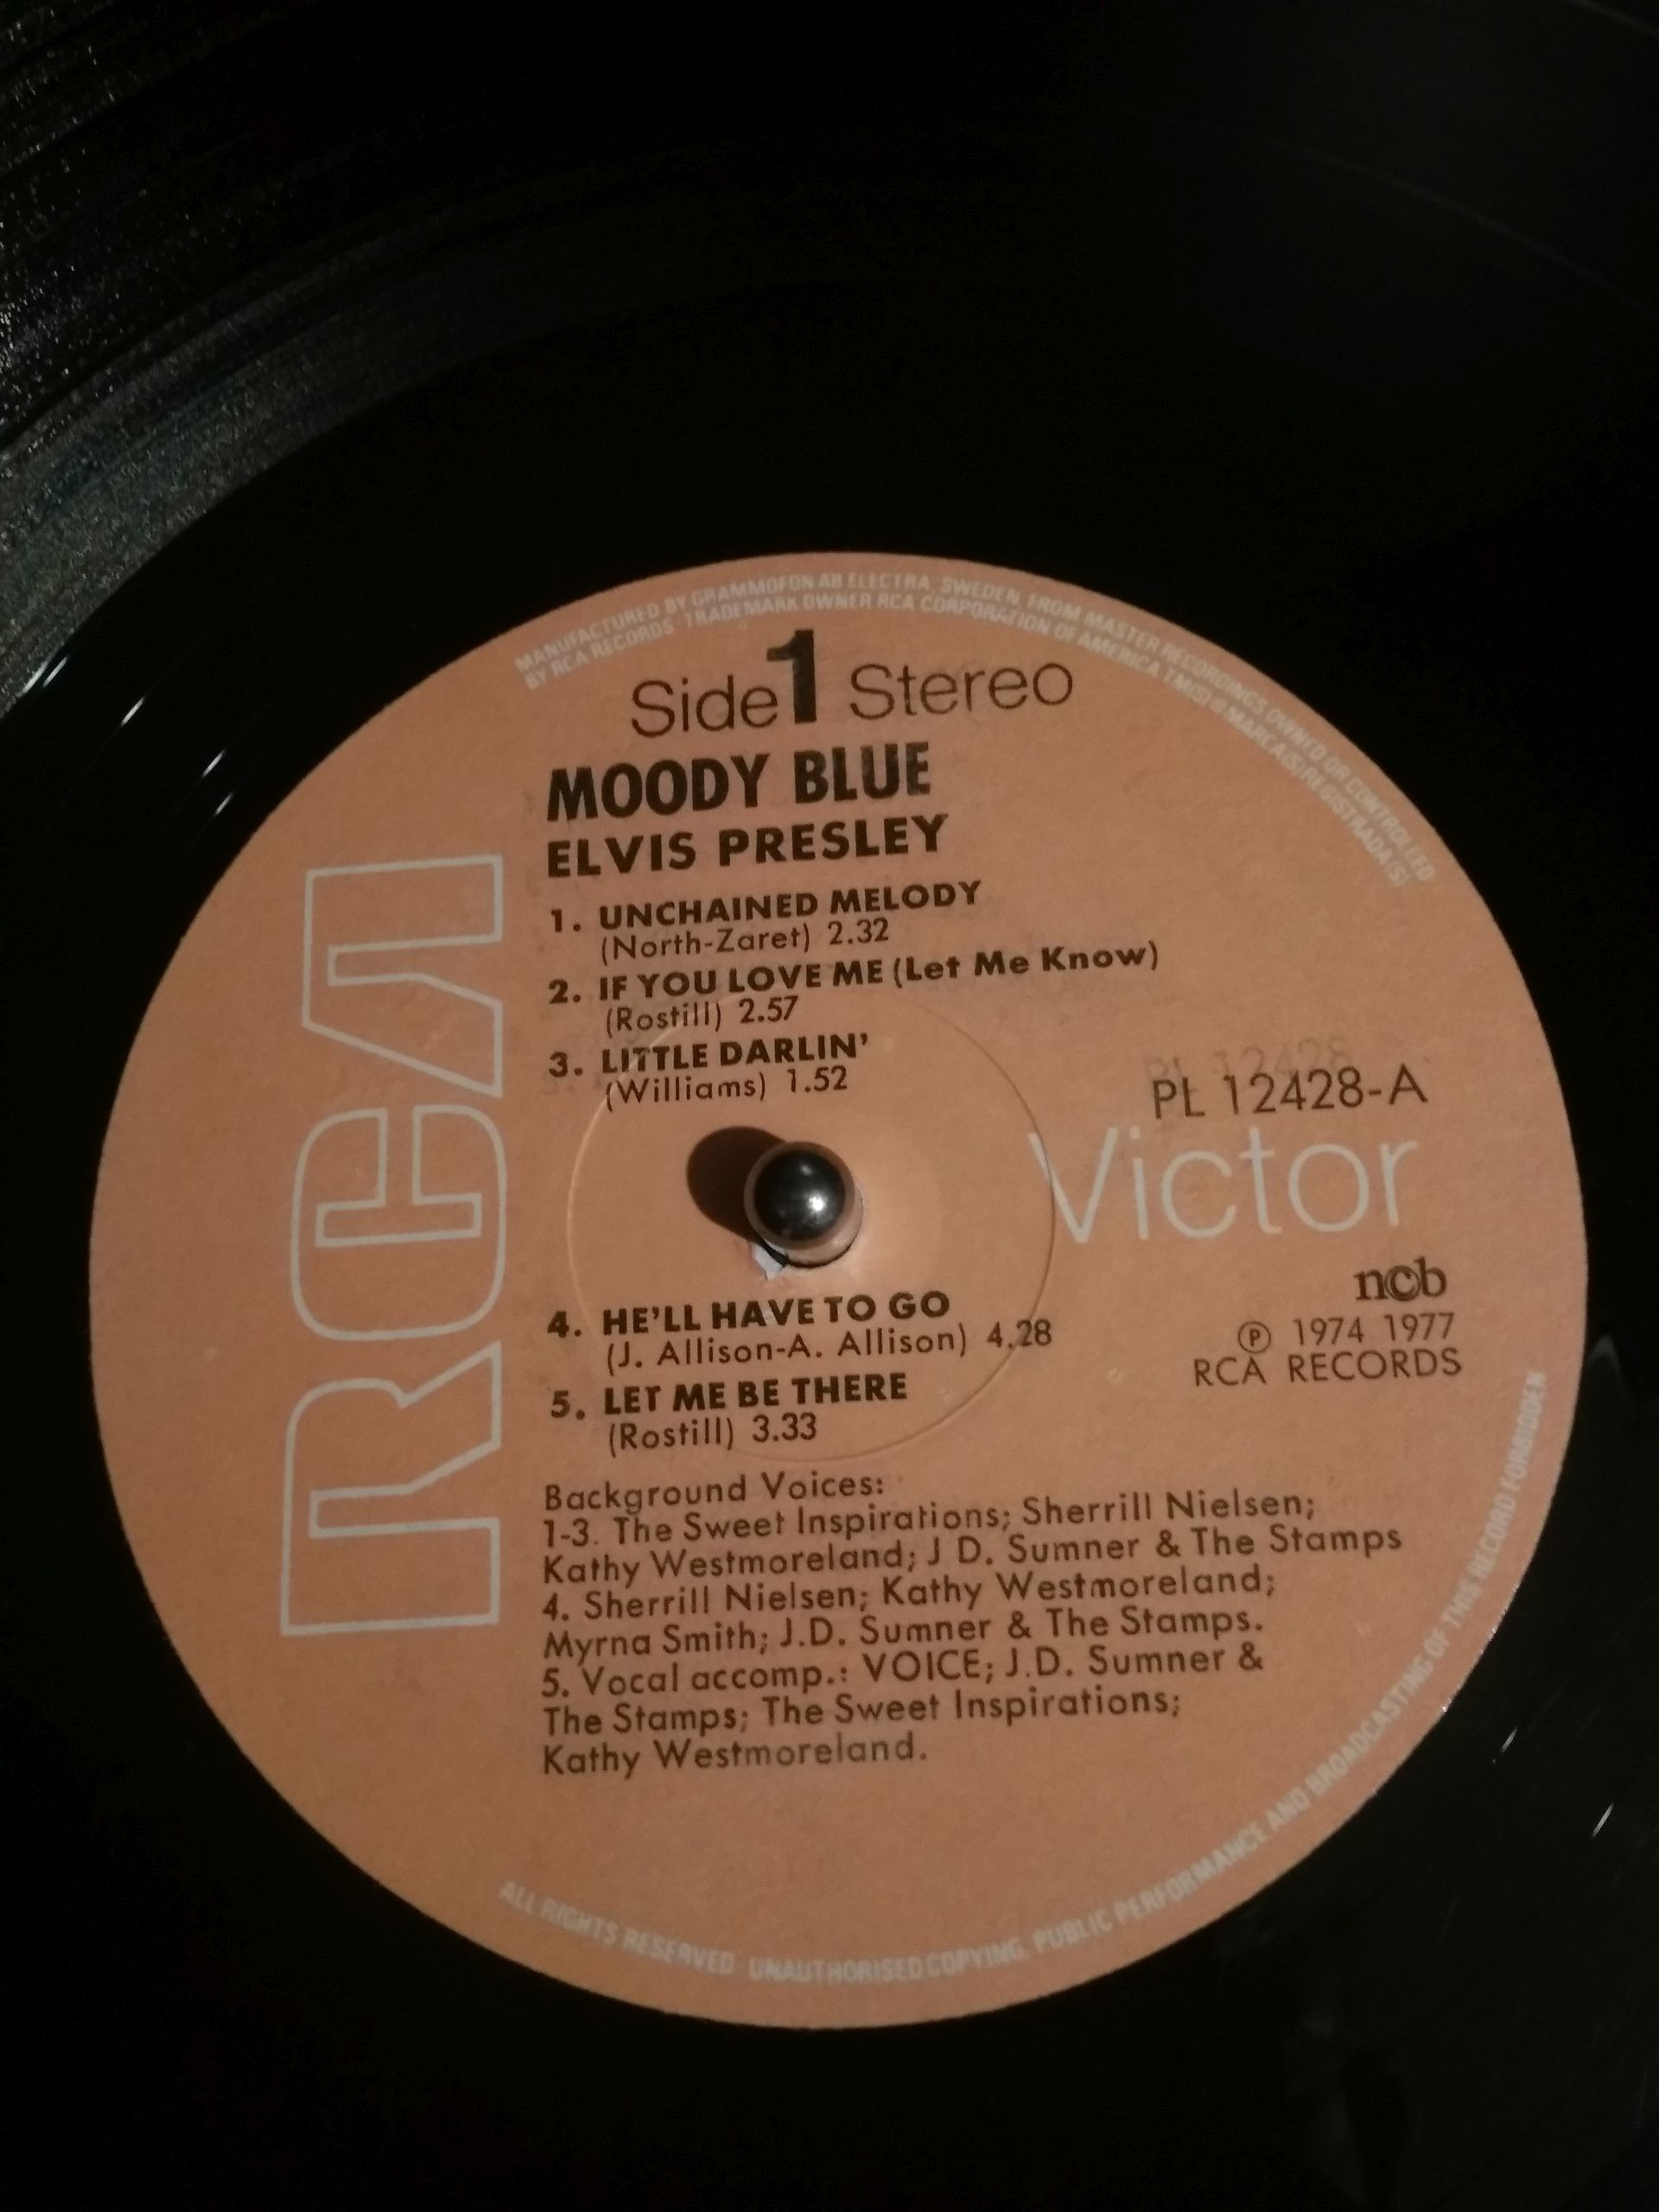 MANUFACTURED BY GRAMMOFON AB ELECTRA, SWEDEN, FROM MASTER RECORDINGS OWNED OR CONTROLLED
BY RCA RECORDS TRADEMARK OWNER RCA CORPORATION OF AMERICA TM(S) ® MARCA(S) REGISTRADA(S)
Side 1 Stereo
MOODY BLUE
ELVIS PRESLEY
1. UNCHAINED MELODY
(North-Zaret) 2.32
2. IF YOU LOVE ME (Let Me Know)
(Rostill) 2.57
3. LITTLE DARLIN'
(Williams) 1.52
PL 12428
PL 12428-A
RCA
Victor
ncb
℗ 1974 1977
RCA RECORDS
4. HE'LL HAVE TO GO
(J. Allison-A. Allison) 4.28
5. LET ME BE THERE
(Rostill) 3.33
Background Voices:
1-3. The Sweet Inspirations; Sherrill Nielsen;
Kathy Westmoreland; J D. Sumner & The Stamps
4. Sherrill Nielsen; Kathy Westmoreland;
Myrna Smith; J.D. Sumner & The Stamps.
5. Vocal accomp.: VOICE; J.D. Sumner &
The Stamps; The Sweet Inspirations;
Kathy Westmoreland.
ALL RIGHTS RESERVED. UNAUTHORISED COPYING, PUBLIC PERFORMANCE AND BROADCASTING OF THIS RECORD FORBIDDEN